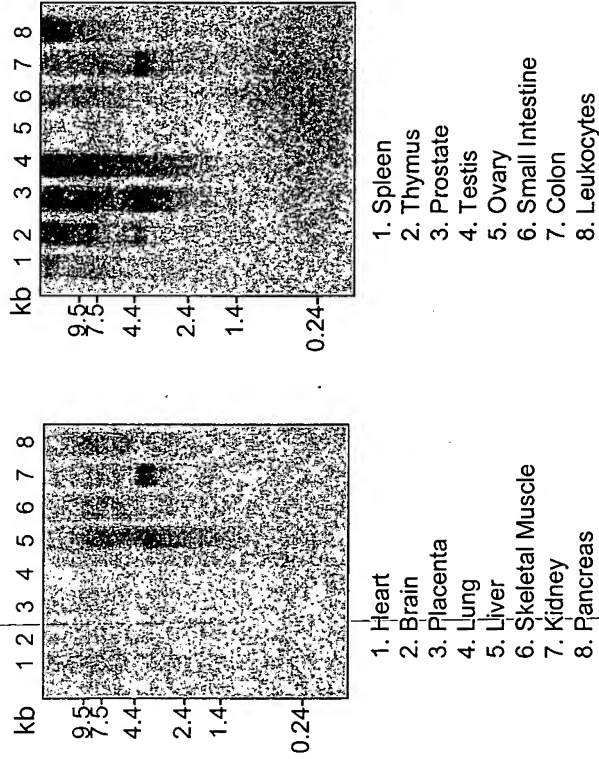 kb 1 2 3 4 5 6 7 8
9.5-
7.5-
4.4-
2.4-
1.4-
0.24-
1. Heart
2. Brain
3. Placenta
4. Lung
5. Liver
6. Skeletal Muscle
7. Kidney
8. Pancreas
kb 1 2 3 4 5 6 7 8
9.5-
7.5-
4.4-
2.4-
1.4-
0.24-
1. Spleen
2. Thymus
3. Prostate
4. Testis
5. Ovary
6. Small Intestine
7. Colon
8. Leukocytes